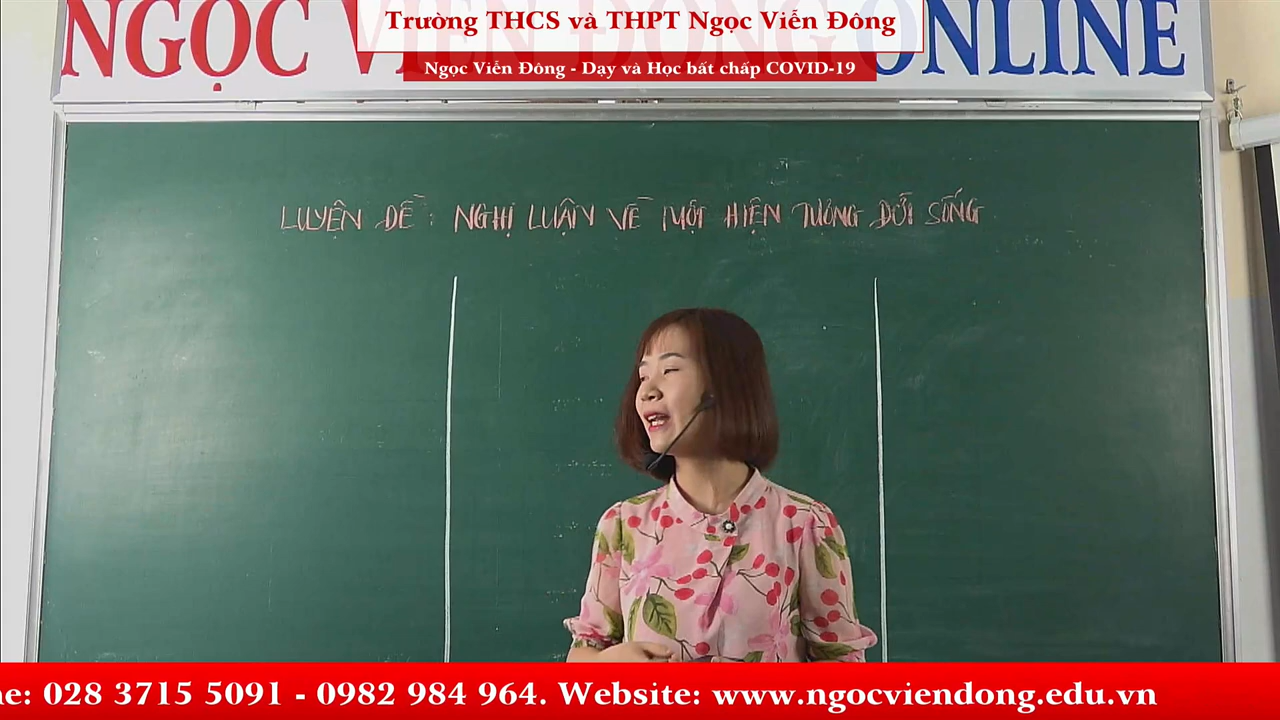 NGỌC VIỄN ĐÔNG ONLINE
Trường THCS và THPT Ngọc Viễn Đông
Ngọc Viễn Đông - Dạy và Học bất chấp COVID-19
LUYỆN ĐỀ : NGHỊ LUẬN VỀ MỘT HIỆN TƯỢNG ĐỜI SỐNG
ne: 028 3715 5091 - 0982 984 964. Website: www.ngocviendong.edu.vn